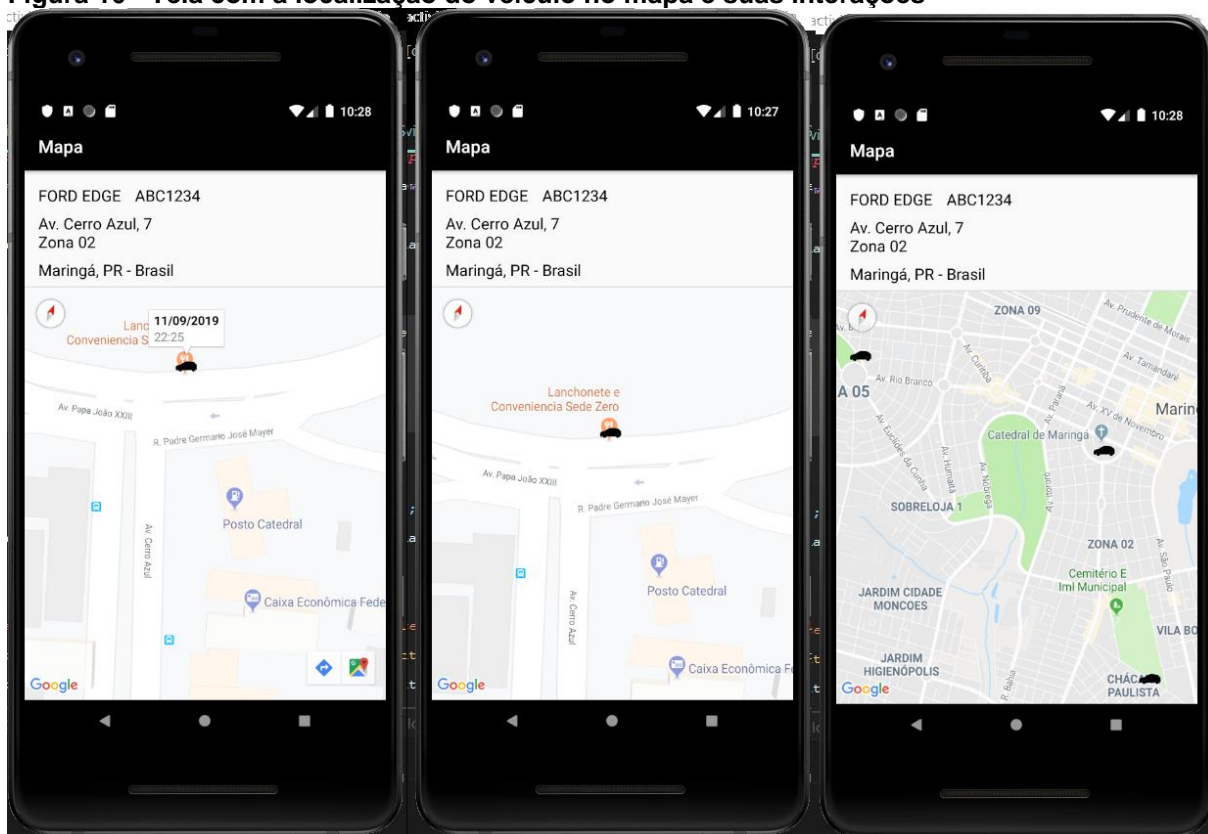 Figura 10 - Tela com a localização do veículo no mapa e suas interações
10:28
Mapa
FORD EDGE ABC1234
Av. Cerro Azul, 7
Zona 02
Maringá, PR - Brasil
11/09/2019
22:25
Lanc
Conveniencia S
Av. Papa João XXIII
R. Padre Germano José Mayer
Posto Catedral
Av. Cerro Azul
Caixa Econômica Fede
Google
10:27
Mapa
FORD EDGE ABC1234
Av. Cerro Azul, 7
Zona 02
Maringá, PR - Brasil
Lanchonete e
Conveniencia Sede Zero
Av. Papa João XXIII
R. Padre Germano José Mayer
Posto Catedral
Av. Cerro Azul
Caixa Econômica F
Google
10:28
Mapa
FORD EDGE ABC1234
Av. Cerro Azul, 7
Zona 02
Maringá, PR - Brasil
ZONA 09
Av. Prudente de Morais
Av. Curitiba
Av. Tamandaré
Av. Rio Branco
Av. Paraná
A 05
Av. XV de Novembro
Marin
Catedral de Maringá
Av. Euclides da Cunha
Av. Humaitá
Av. Nóbrega
Av. Itororó
SOBRELOJA 1
ZONA 02
Av. São Paulo
Cemitério E
Iml Municipal
JARDIM CIDADE
MONCOES
VILA BO
JARDIM
HIGIENÓPOLIS
R. Bahia
CHÁCA
PAULISTA
Google